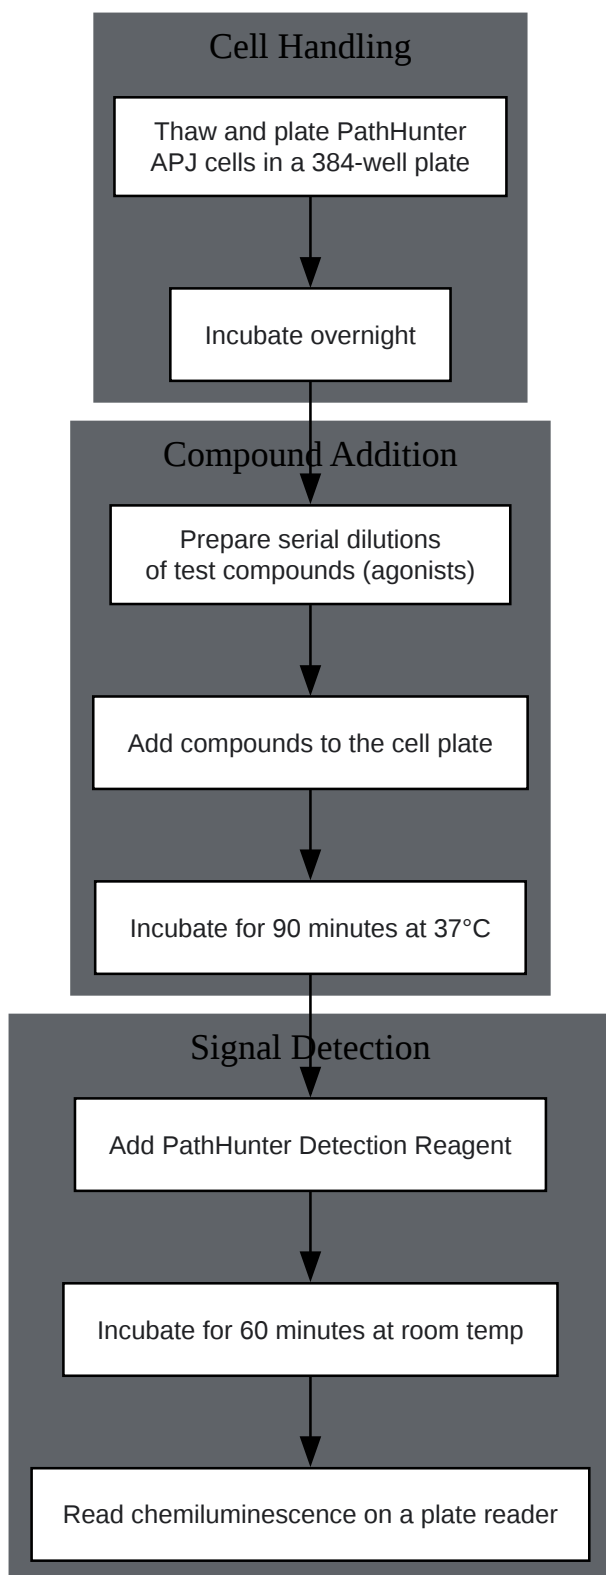 Cell Handling
Thaw and plate PathHunter
APJ cells in a 384-well plate
Incubate overnight
Compound Addition
Prepare serial dilutions
of test compounds (agonists)
Add compounds to the cell plate
Incubate for 90 minutes at 37°C
Signal Detection
Add PathHunter Detection Reagent
Incubate for 60 minutes at room temp
Read chemiluminescence on a plate reader